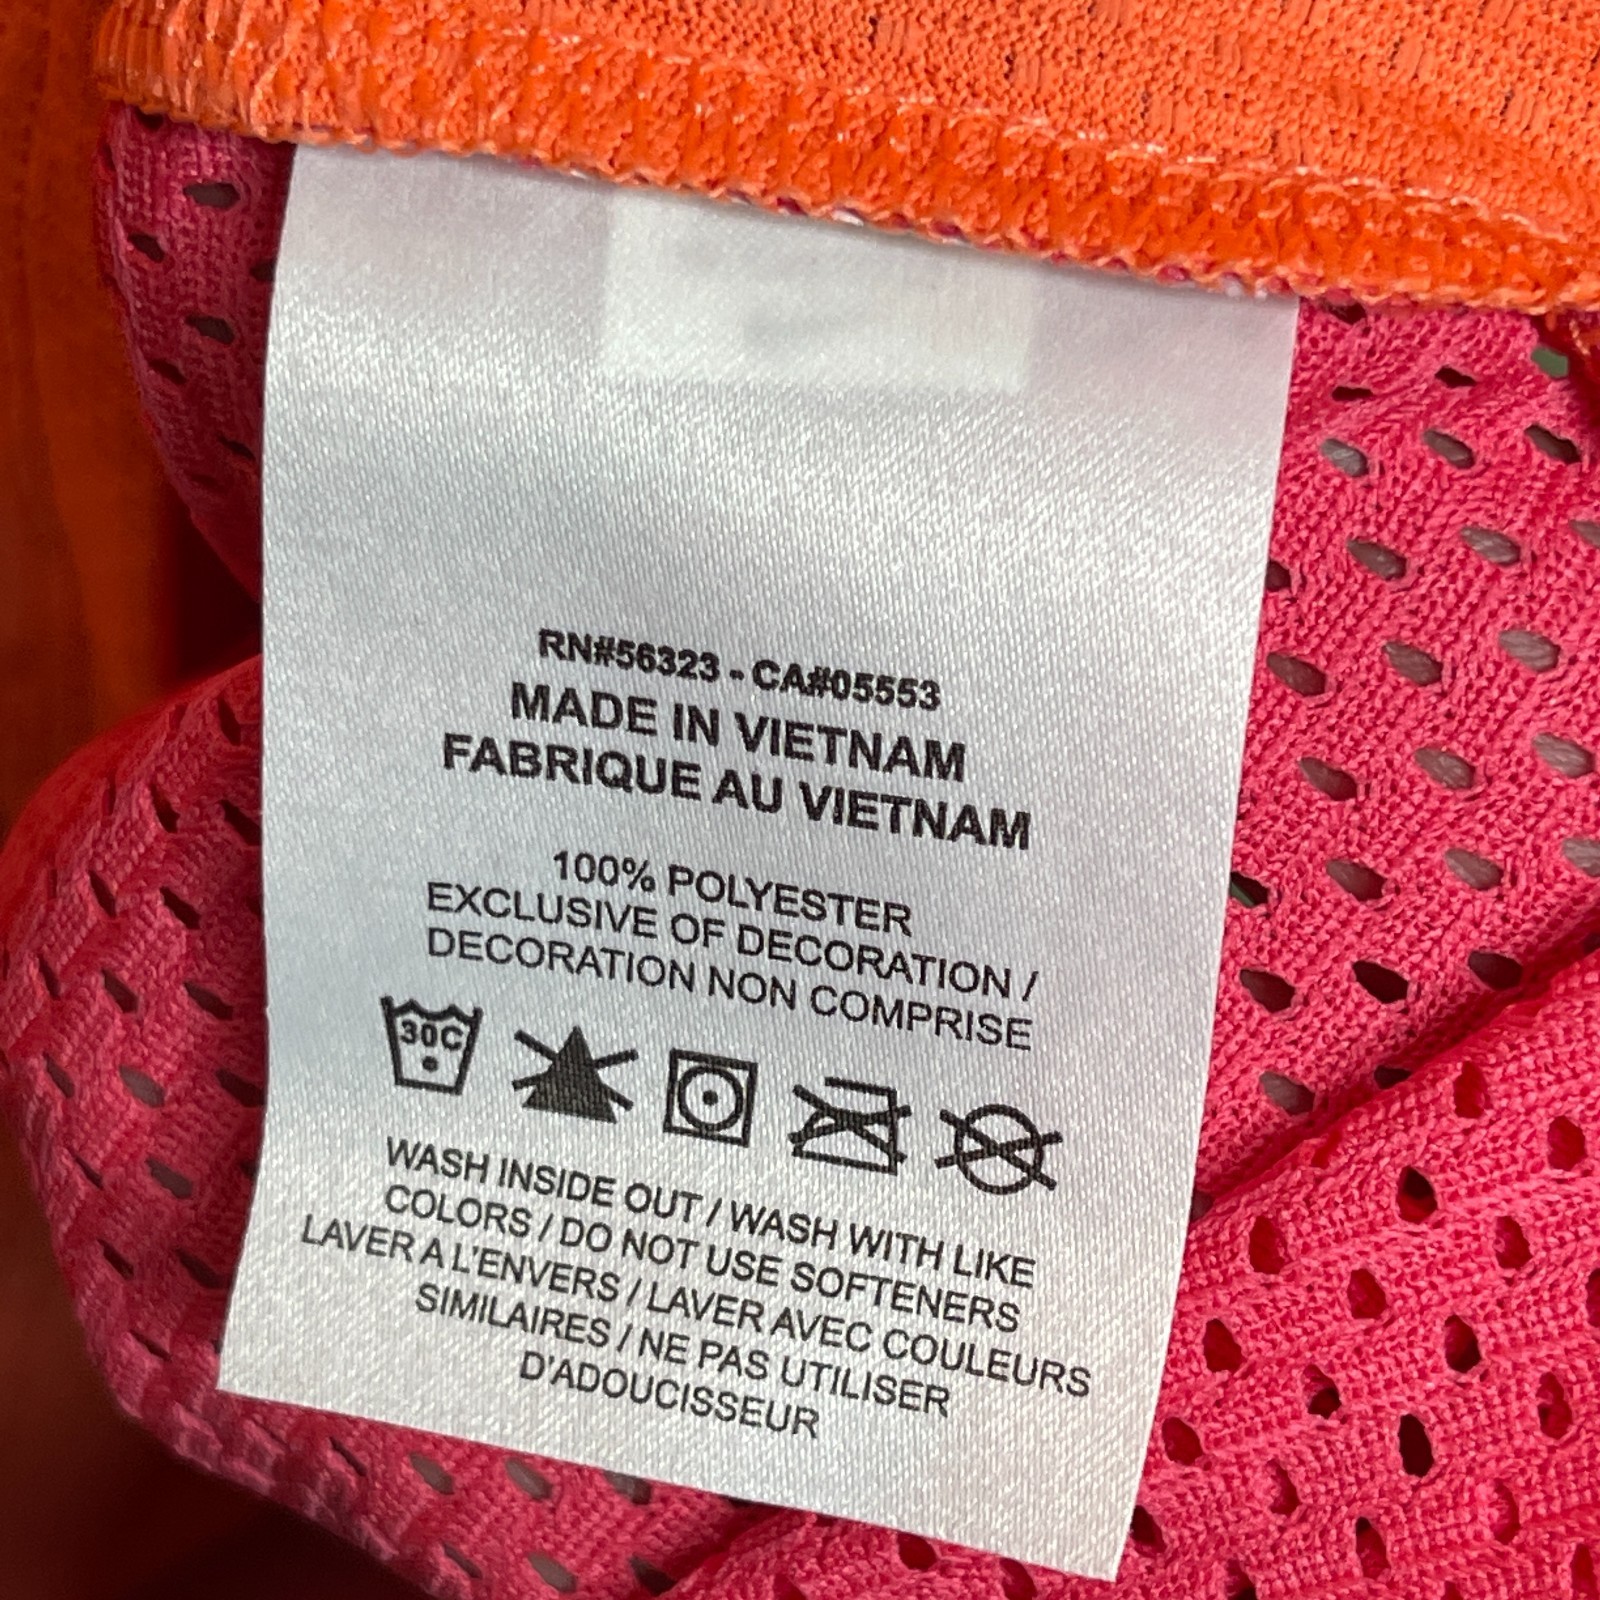 RN#56323 - CA#05553
MADE IN VIETNAM
FABRIQUE AU VIETNAM
100% POLYESTER
EXCLUSIVE OF DECORATION /
DECORATION NON COMPRISE
30C
WASH INSIDE OUT / WASH WITH LIKE
COLORS / DO NOT USE SOFTENERS
LAVER A L'ENVERS / LAVER AVEC COULEURS
SIMILAIRES / NE PAS UTILISER
D'ADOUCISSEUR